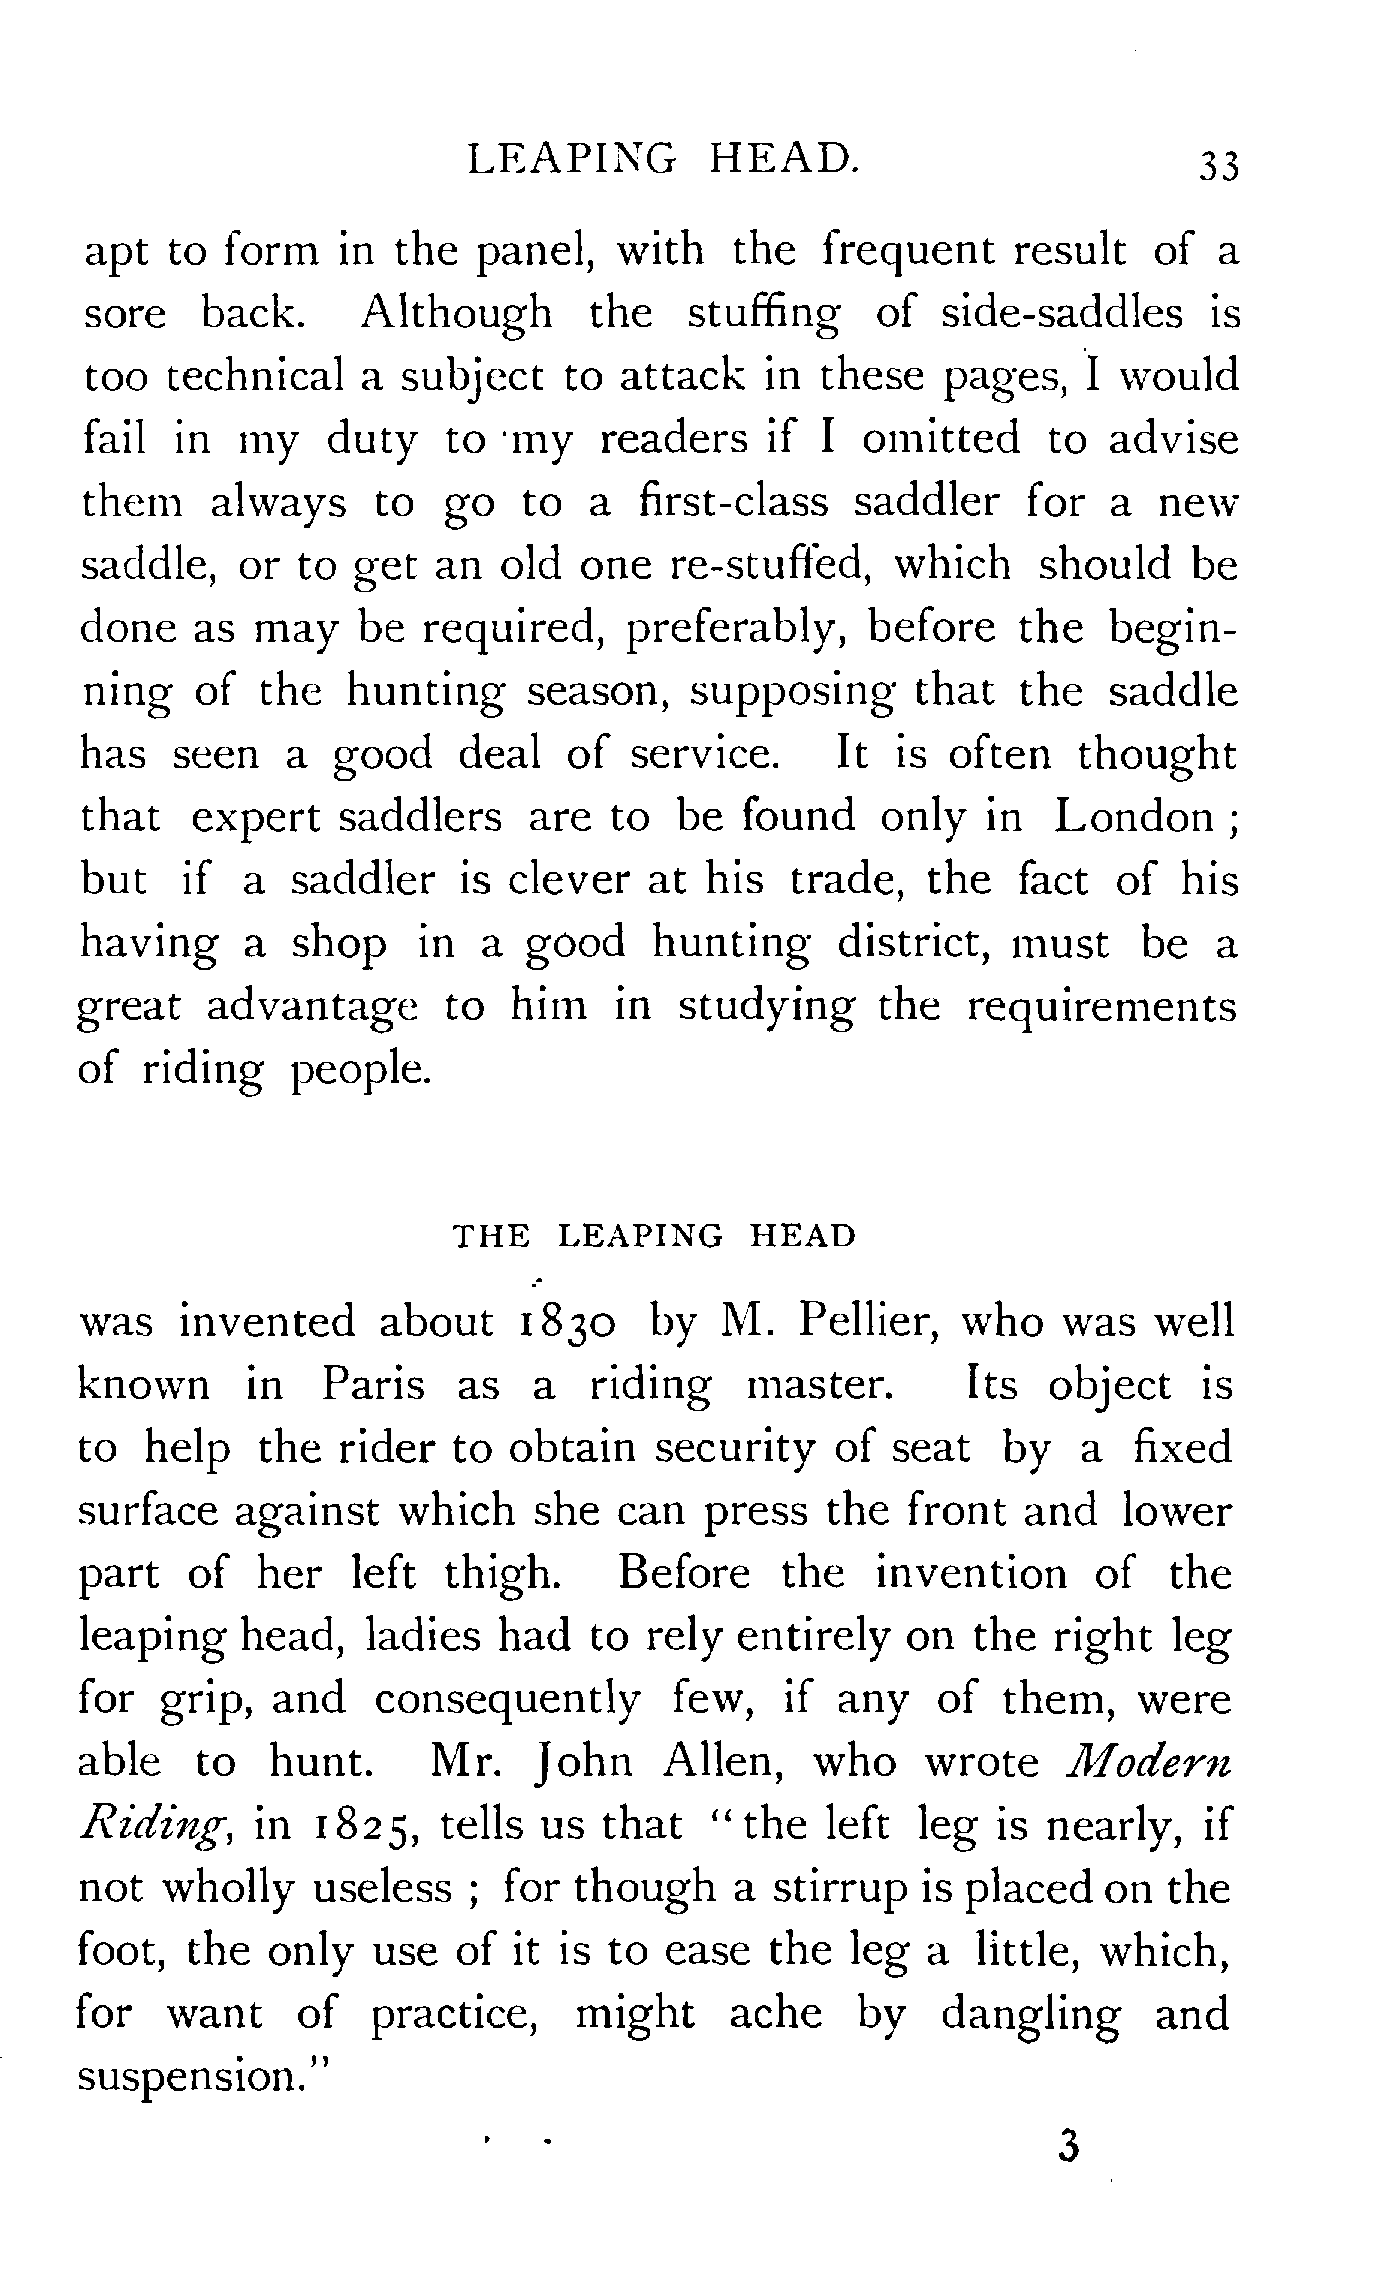 LEAPING HEAD. 33
apt to form in the panel, with the frequent result of a
sore back. Although the stuffing of side-saddles is
too technical a subject to attack in these pages, I would
fail in my duty to my readers if I omitted to advise
them always to go to a first-class saddler for a new
saddle, or to get an old one re-stuffed, which should be
done as may be required, preferably, before the begin-
ning of the hunting season, supposing that the saddle
has seen a good deal of service. It is often thought
that expert saddlers are to be found only in London ;
but if a saddler is clever at his trade, the fact of his
having a shop in a good hunting district, must be a
great advantage to him in studying the requirements
of riding people.
THE LEAPING HEAD
was invented about 1830 by M. Pellier, who was well
known in Paris as a riding master. Its object is
to help the rider to obtain security of seat by a fixed
surface against which she can press the front and lower
part of her left thigh. Before the invention of the
leaping head, ladies had to rely entirely on the right leg
for grip, and consequently few, if any of them, were
able to hunt. Mr. John Allen, who wrote Modern
Riding, in 1825, tells us that “ the left leg is nearly, if
not wholly useless ; for though a stirrup is placed on the
foot, the only use of it is to ease the leg a little, which,
for want of practice, might ache by dangling and
suspension.”
3